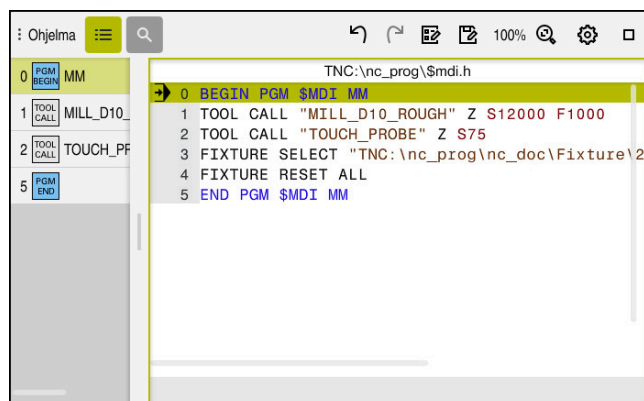 Ohjelma
100%
0 PGM BEGIN MM
1 TOOL CALL MILL_D10_
2 TOOL CALL TOUCH_PF
5 PGM END
TNC:\nc_prog\$mdi.h
0 BEGIN PGM $MDI MM
1 TOOL CALL "MILL_D10_ROUGH" Z S12000 F1000
2 TOOL CALL "TOUCH_PROBE" Z S75
3 FIXTURE SELECT "TNC:\nc_prog\nc_doc\Fixture\2
4 FIXTURE RESET ALL
5 END PGM $MDI MM